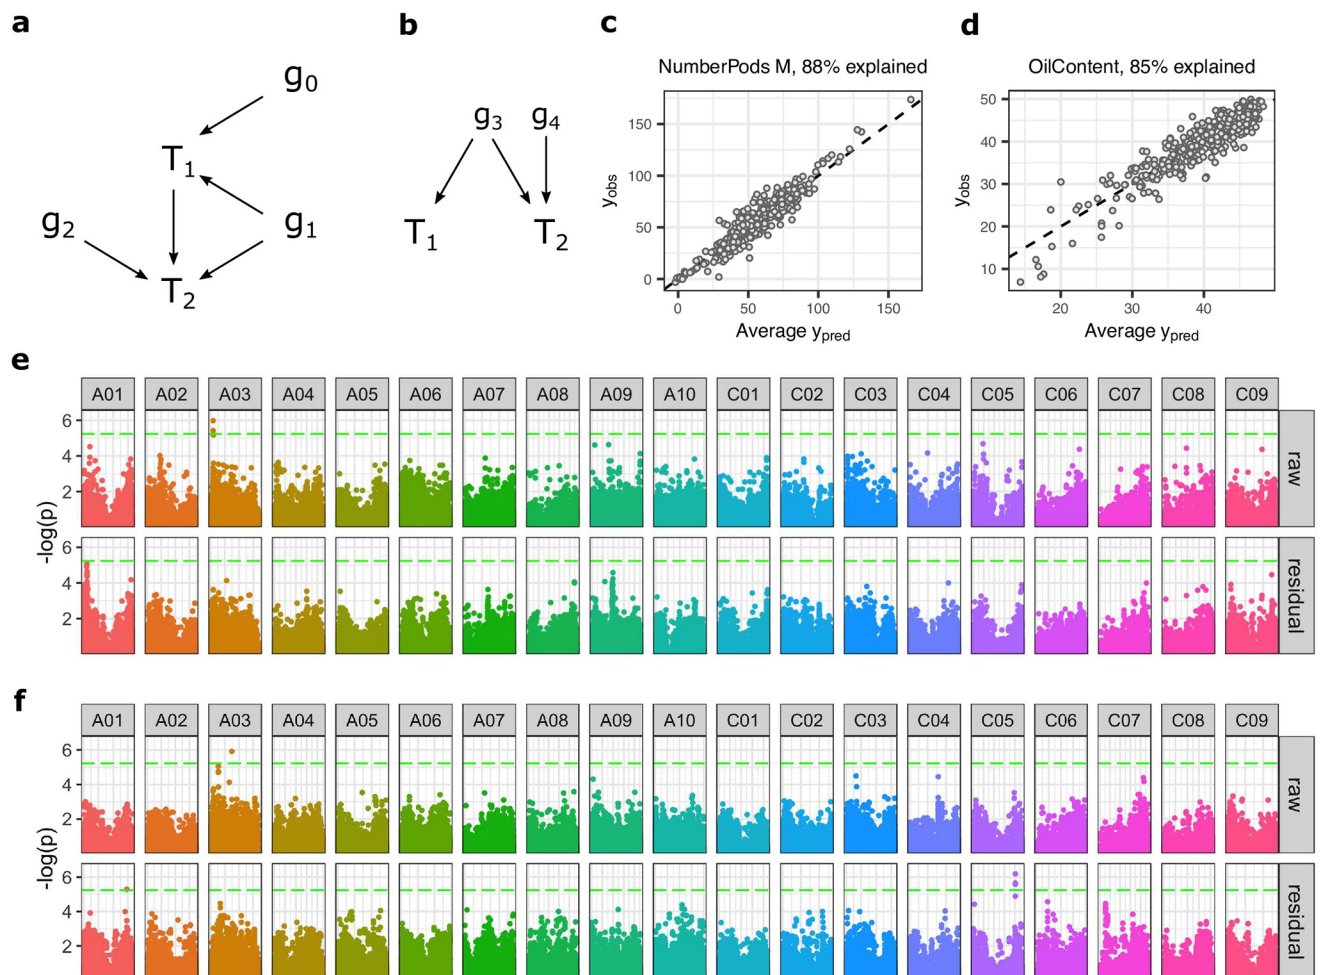 a
g0
T1
g2
g1
T2
b
g3 g4
T1 T2
c
NumberPods M, 88% explained
150
100
50
0
yobs
0 50 100 150
Average ypred
d
OilContent, 85% explained
50
40
30
20
10
yobs
20 30 40
Average ypred
e
A01 A02 A03 A04 A05 A06 A07 A08 A09 A10 C01 C02 C03 C04 C05 C06 C07 C08 C09
6
4
2
raw
-log(p)
6
4
2
residual
f
A01 A02 A03 A04 A05 A06 A07 A08 A09 A10 C01 C02 C03 C04 C05 C06 C07 C08 C09
6
4
2
raw
-log(p)
6
4
2
residual